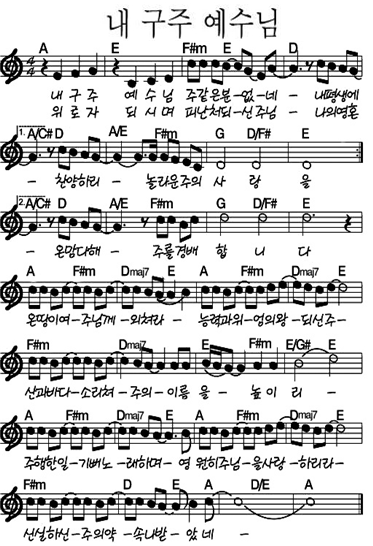 내 구주 예수님
A E F#m E D
4/4
내 구 주 예 수 님 주같은분-없-네- 내평생에
위 로 자 되 시 며 피난처되-신주님- 나의영혼
1. A/C# D A/E F#m G D/F# E
- 찬양하리- 놀라운주의 사 랑 을
2. A/C# D A/E F#m G D/F# E
- 온맘다해- 주를경배 합 니 다
A F#m Dmaj7 E A F#m Dmaj7 E
온땅이여-주님께- 외쳐라- 능력과위-엄의왕-되신주-
A F#m Dmaj7 E F#m E/G# E
산과바다-소리쳐-주의-이름 을- 높 이 리-
A F#m Dmaj7 E A F#m Dmaj7 E
주행한일-기뻐노-래하며- 영 원히주님-을사랑-하리라-
F#m Dmaj7 E A D/E A
신실하신-주의약-속나받- 았 네-